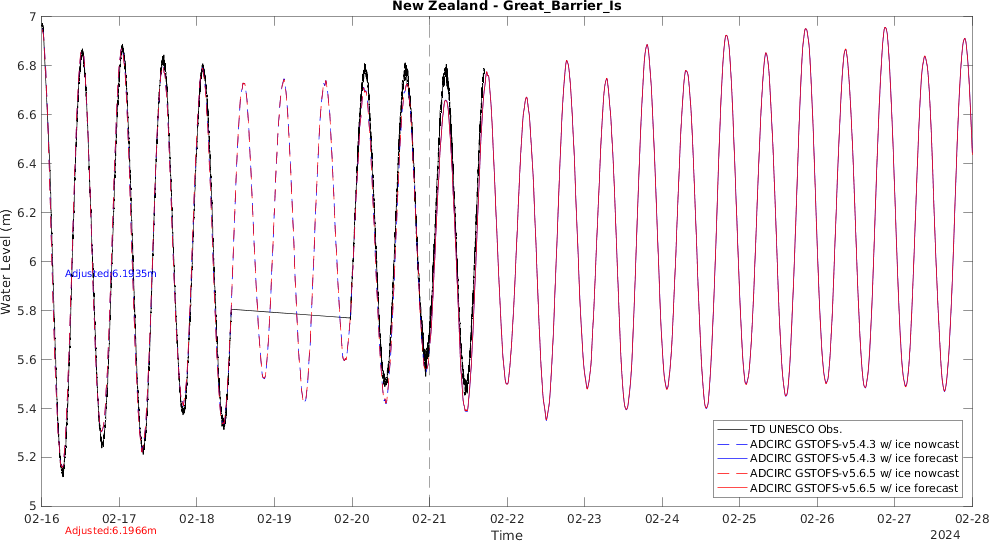 New Zealand - Great_Barrier_Is
7
6.8
6.6
6.4
6.2
6
5.8
5.6
5.4
5.2
5
Water Level (m)
Adjusted:6.1935m
TD UNESCO Obs.
ADCIRC GSTOFS-v5.4.3 w/ ice nowcast
ADCIRC GSTOFS-v5.4.3 w/ ice forecast
ADCIRC GSTOFS-v5.6.5 w/ ice nowcast
ADCIRC GSTOFS-v5.6.5 w/ ice forecast
02-16 02-17 02-18 02-19 02-20 02-21 02-22 02-23 02-24 02-25 02-26 02-27 02-28
Adjusted:6.1966m
Time
2024